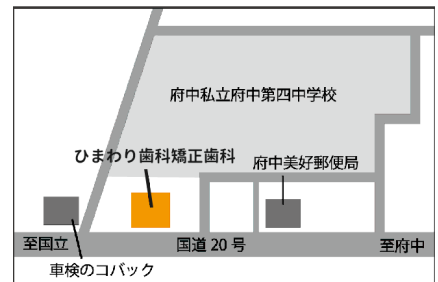 府中私立府中第四中学校
ひまわり歯科矯正歯科
府中美好郵便局
至国立
国道20号
至府中
車検のコバック